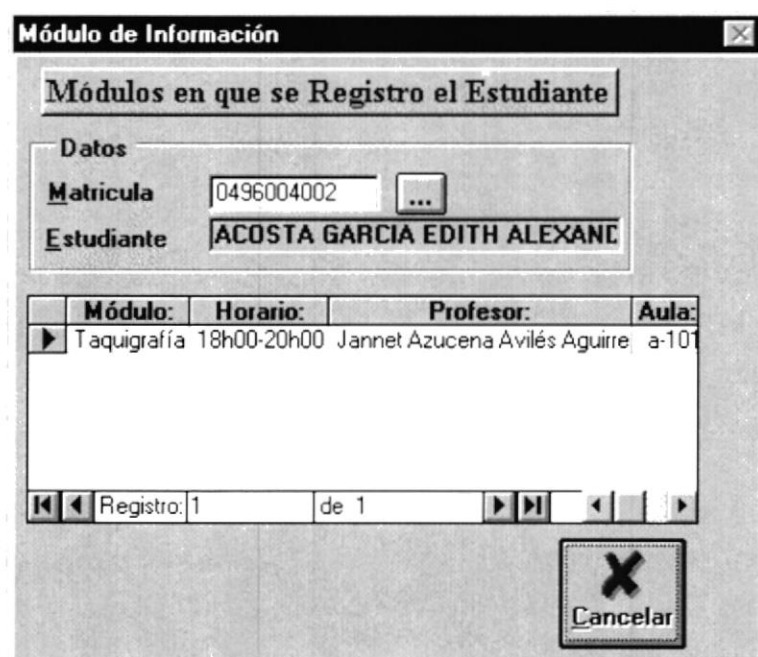 Módulo de Información
Módulos en que se Registro el Estudiante
Datos
Matricula 0496004002 ...
Estudiante ACOSTA GARCIA EDITH ALEXAND
Módulo: Horario: Profesor: Aula:
Taquigrafía 18h00-20h00 Jannet Azucena Avilés Aguirre a-101
Registro: 1 de 1
Cancelar